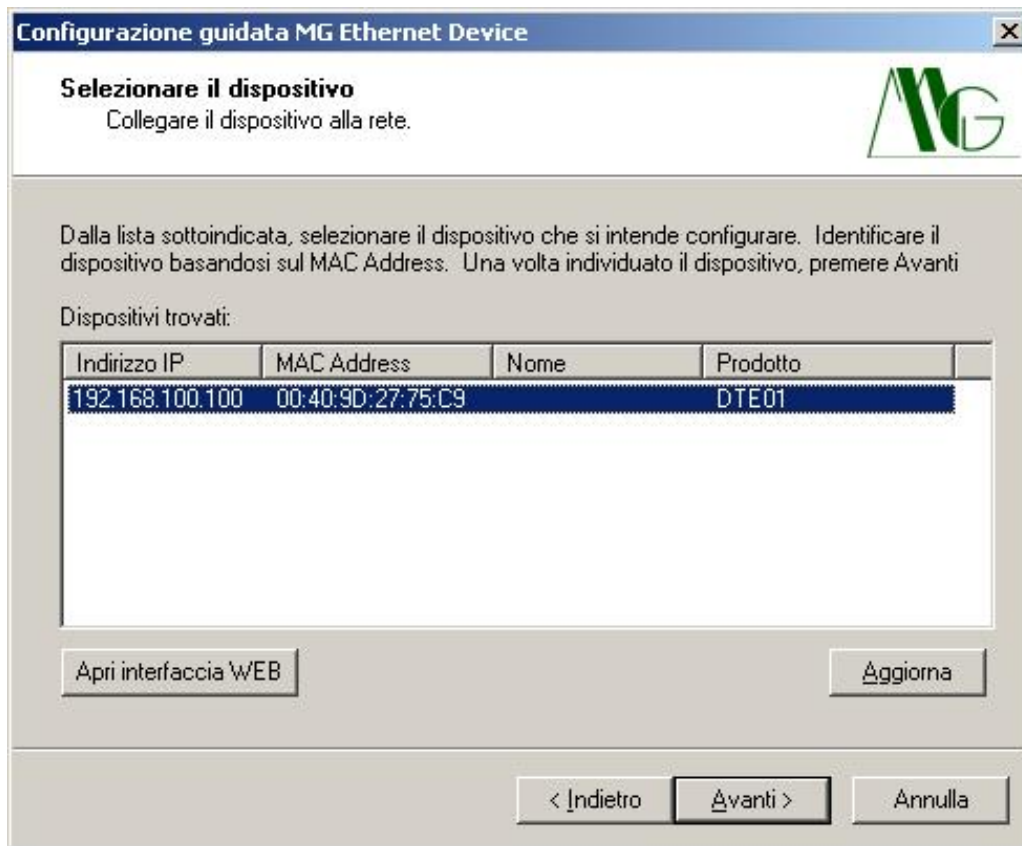 Configurazione guidata MG Ethernet Device
Selezionare il dispositivo
Collegare il dispositivo alla rete.
MG
Dalla lista sottoindicata, selezionare il dispositivo che si intende configurare. Identificare il
dispositivo basandosi sul MAC Address. Una volta individuato il dispositivo, premere Avanti
Dispositivi trovati:
Indirizzo IP MAC Address Nome Prodotto
192.168.100.100 00:40:9D:27:75:C9 DTE01
Apri interfaccia WEB Aggiorna
< Indietro Avanti > Annulla